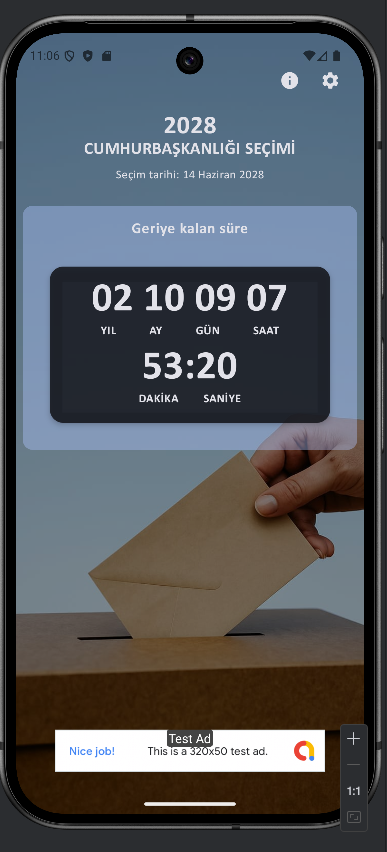 11:06
2028
CUMHURBAŞKANLIĞI SEÇİMİ
Seçim tarihi: 14 Haziran 2028
Geriye kalan süre
02 10 09 07
YIL AY GÜN SAAT
53:20
DAKİKA SANİYE
Test Ad
Nice job! This is a 320x50 test ad.
1:1